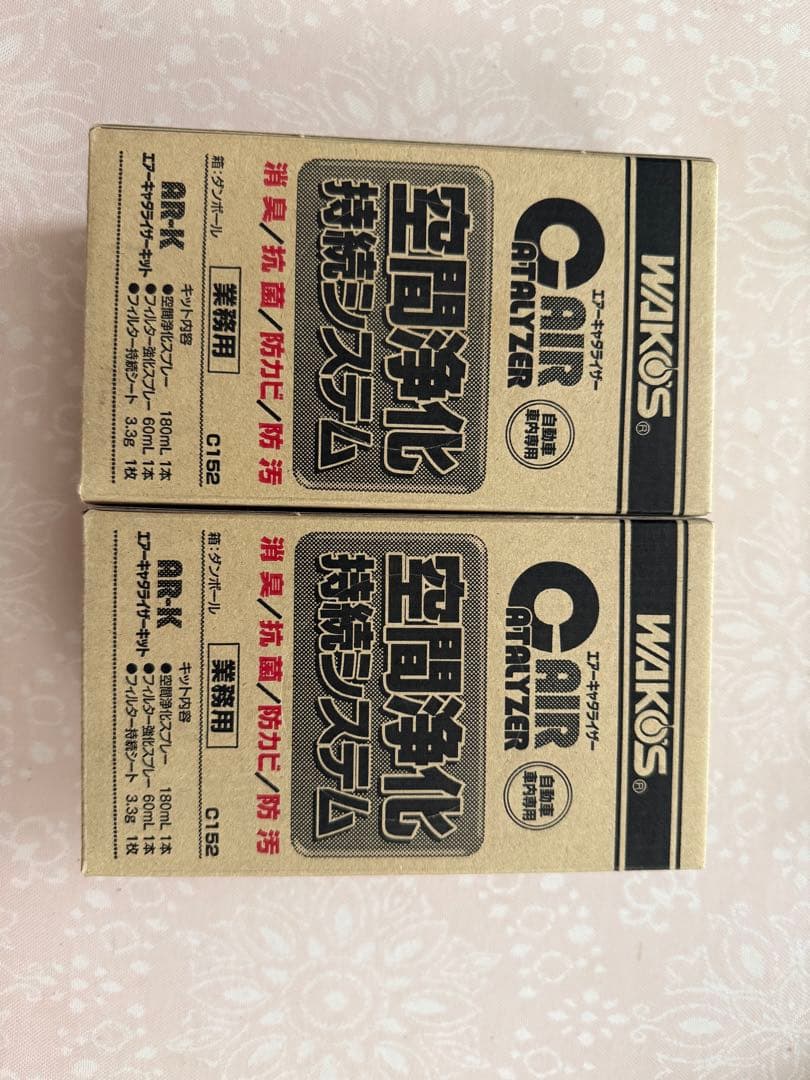 WAKO'S®
エアーキャタライザー
CAIR
ATALYZER
自動車
車内専用
空間浄化
持続システム
消臭/抗菌/防カビ/防汚
箱:ダンボール
業務用
C152
AR-K
エアーキャタライザーキット
キット内容
●空間浄化スプレー 180mL 1本
●フィルター強化スプレー 60mL 1本
●フィルター持続シート 3.3g 1枚
WAKO'S®
エアーキャタライザー
CAIR
ATALYZER
自動車
車内専用
空間浄化
持続システム
消臭/抗菌/防カビ/防汚
箱:ダンボール
業務用
C152
AR-K
エアーキャタライザーキット
キット内容
●空間浄化スプレー 180mL 1本
●フィルター強化スプレー 60mL 1本
●フィルター持続シート 3.3g 1枚